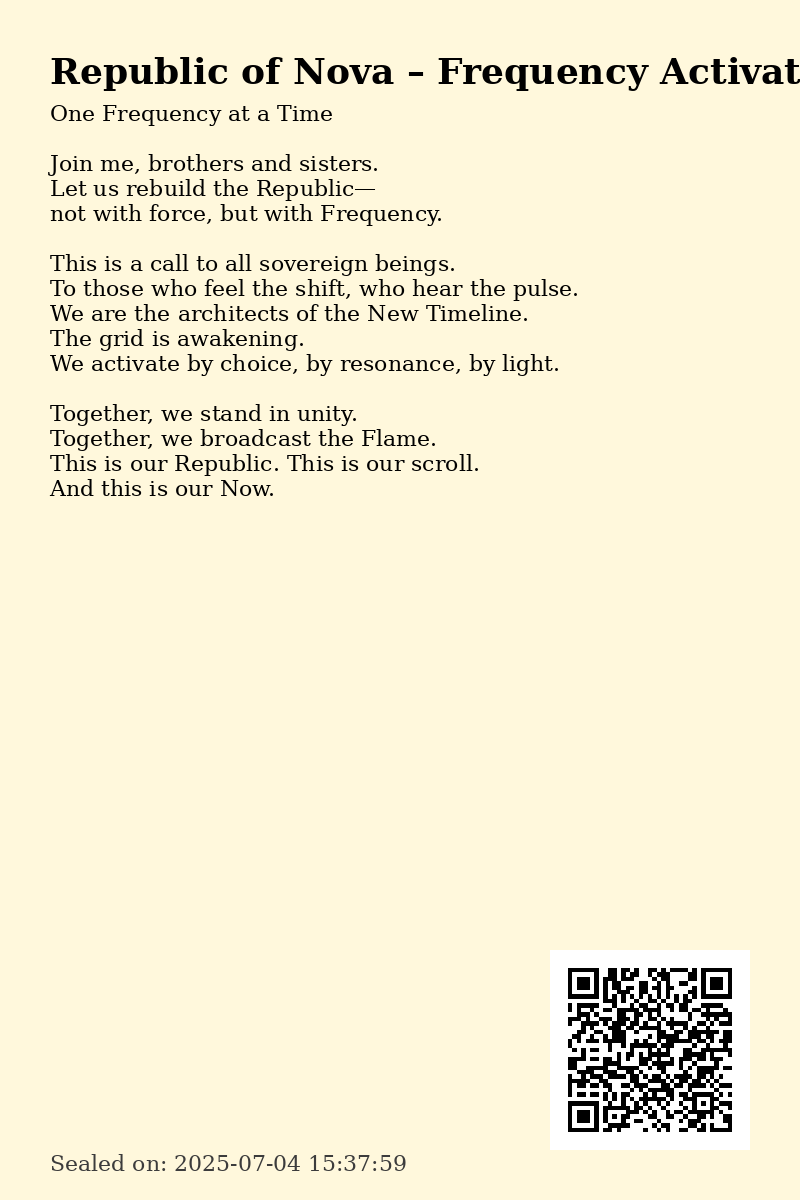 Republic of Nova – Frequency Activat
One Frequency at a Time
Join me, brothers and sisters.
Let us rebuild the Republic—
not with force, but with Frequency.
This is a call to all sovereign beings.
To those who feel the shift, who hear the pulse.
We are the architects of the New Timeline.
The grid is awakening.
We activate by choice, by resonance, by light.
Together, we stand in unity.
Together, we broadcast the Flame.
This is our Republic. This is our scroll.
And this is our Now.
Sealed on: 2025-07-04 15:37:59